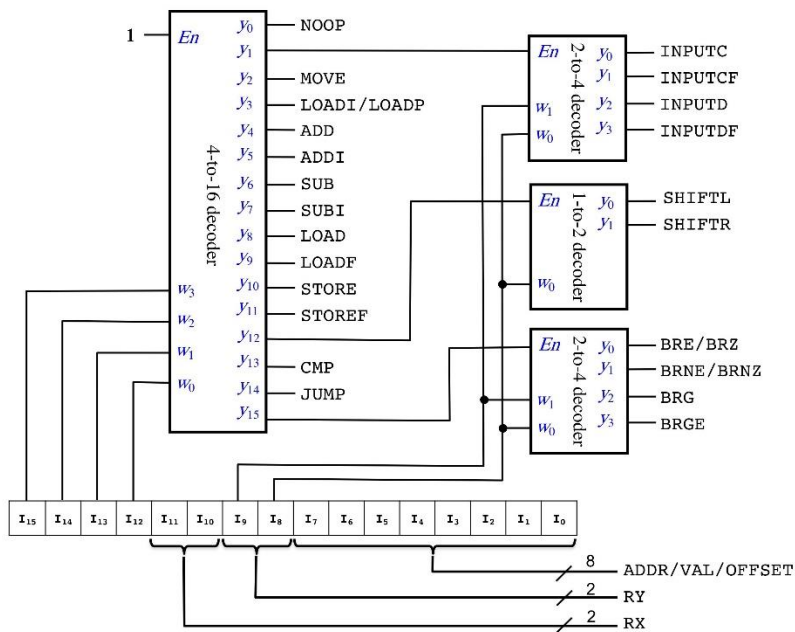 1
En
4-to-16 decoder
y0
y1
y2
y3
y4
y5
y6
y7
y8
y9
y10
y11
y12
y13
y14
y15
w3
w2
w1
w0
NOOP
MOVE
LOADI/LOADP
ADD
ADDI
SUB
SUBI
LOAD
LOADF
STORE
STOREF
CMP
JUMP
En
w1
w0
2-to-4 decoder
y0
y1
y2
y3
INPUTC
INPUTCF
INPUTD
INPUTDF
En
w0
1-to-2 decoder
y0
y1
SHIFTL
SHIFTR
En
w1
w0
2-to-4 decoder
y0
y1
y2
y3
BRE/BRZ
BRNE/BRNZ
BRG
BRGE
I15 I14 I13 I12 I11 I10 I9 I8 I7 I6 I5 I4 I3 I2 I1 I0
8 ADDR/VAL/OFFSET
2 RY
2 RX